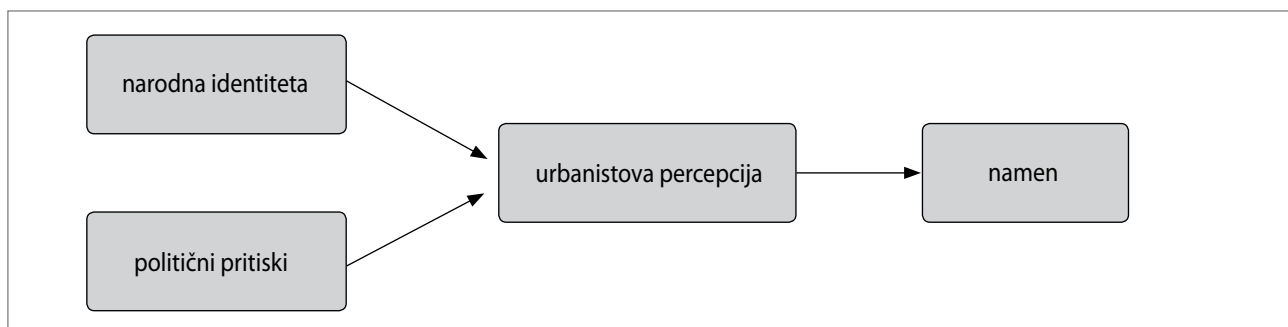 narodna identiteta
urbanistova percepcija
namen
politični pritiski